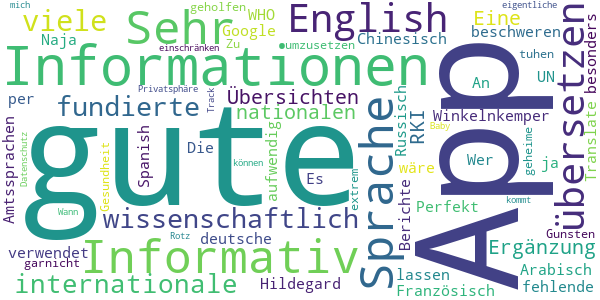 mich
geholfen
WHO
eigentliche
viele
Sehr
English
Eine
Naja
Google
Zu
umzusetzen
Chinesisch
beschweren
einschränken
tuhen
besonders
Informationen
App
übersetzen
An
UN
per
fundierte
Privatsphäre
Übersichten
Track
nationalen
Russisch
RKI
Winkelnkemper
Translate
gute
Sprache
Amtssprachen
Datenschutz
Gesundheit
Spanish
Die
aufwendig
Wer
geheime
Baby
ja
können
Es
extrem
wäre
wissenschaftlich
Wann
Berichte
Perfekt
kommt
Gunsten
verwendet
Rotz
deutsche
Informativ
lassen
Ergänzung
garnicht
Arabisch
internationale
Hildegard
Französisch
fehlende